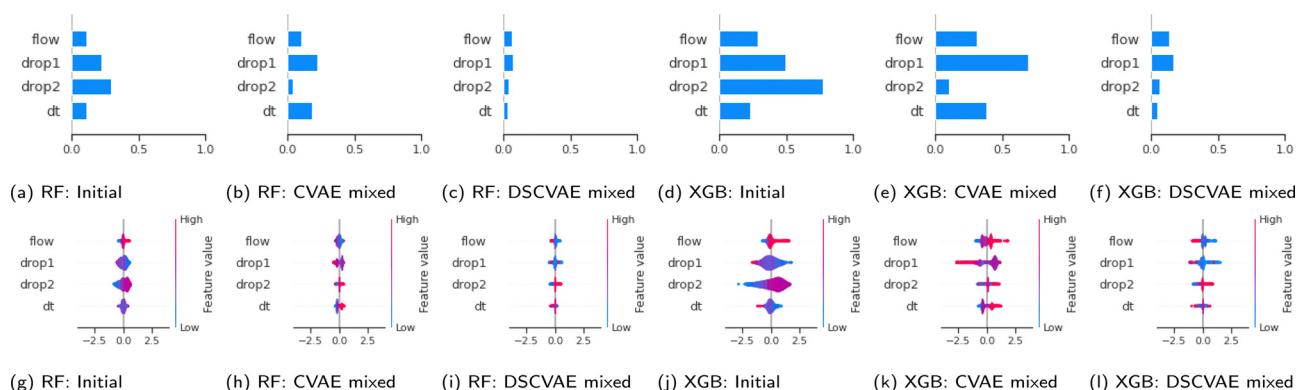 flow flow flow flow flow flow
drop1 drop1 drop1 drop1 drop1 drop1
drop2 drop2 drop2 drop2 drop2 drop2
dt dt dt dt dt dt
0.0 0.5 1.0 0.0 0.5 1.0 0.0 0.5 1.0 0.0 0.5 1.0 0.0 0.5 1.0 0.0 0.5 1.0
(a) RF: Initial (b) RF: CVAE mixed (c) RF: DSCVAE mixed (d) XGB: Initial (e) XGB: CVAE mixed (f) XGB: DSCVAE mixed
High High High High High High
flow flow flow flow flow flow
drop1 drop1 drop1 drop1 drop1 drop1
drop2 drop2 drop2 drop2 drop2 drop2
dt dt dt dt dt dt
Feature value Feature value Feature value Feature value Feature value Feature value
Low Low Low Low Low Low
−2.5 0.0 2.5 −2.5 0.0 2.5 −2.5 0.0 2.5 −2.5 0.0 2.5 −2.5 0.0 2.5 −2.5 0.0 2.5
(g) RF: Initial (h) RF: CVAE mixed (i) RF: DSCVAE mixed (j) XGB: Initial (k) XGB: CVAE mixed (l) XGB: DSCVAE mixed